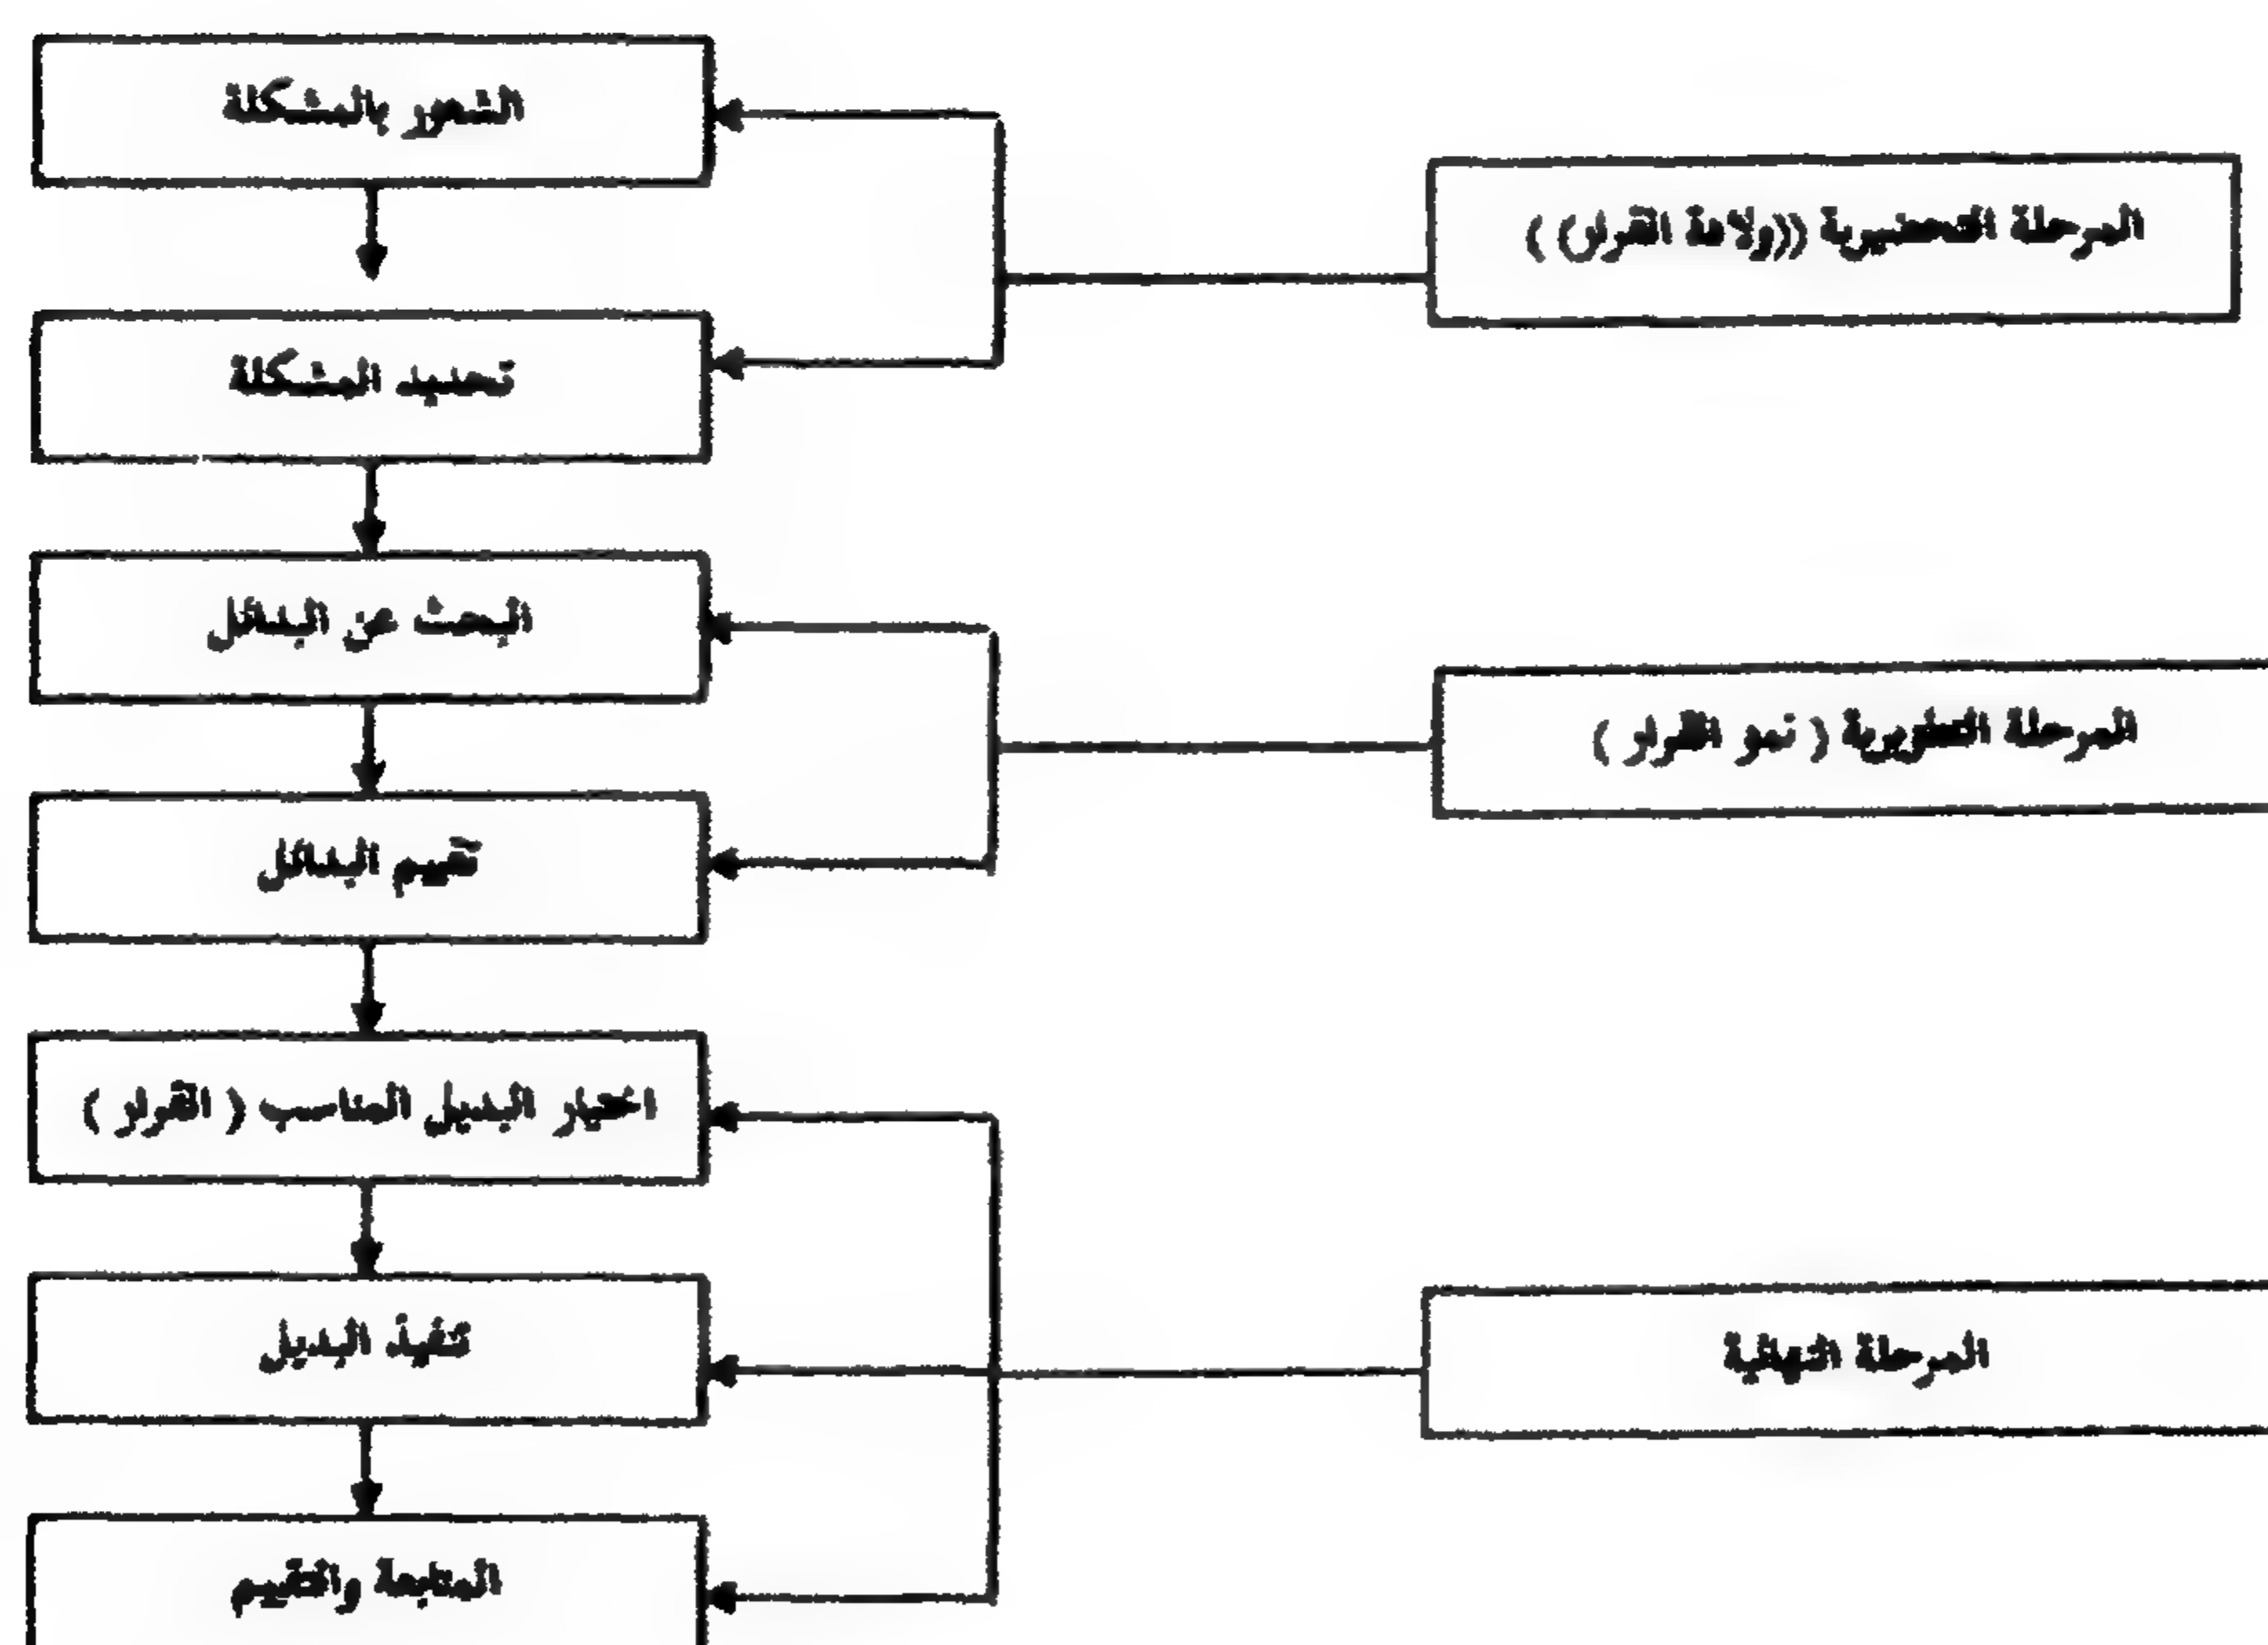 الشعور بالمشكلة
المرحلة التحضيرية ((ولادة القرار) )
تحديد المشكلة
البحث عن البدائل
المرحلة التطويرية ( نمو القرار )
تقييم البدائل
اختيار البديل المناسب ( القرار )
تنفيذ البديل
المرحلة النهائية
المتابعة والتقييم